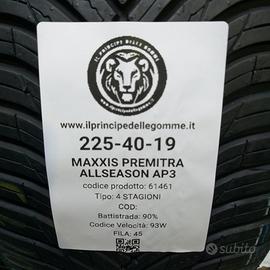 IL PRINCIPE DELLE GOMME
www.ilprincipedellegomme.it
225-40-19
MAXXIS PREMITRA
ALLSEASON AP3
codice prodotto: 61461
Tipo: 4 STAGIONI
COD:
Battistrada: 90%
Codice Velocità: 93W
FILA: 45
subito